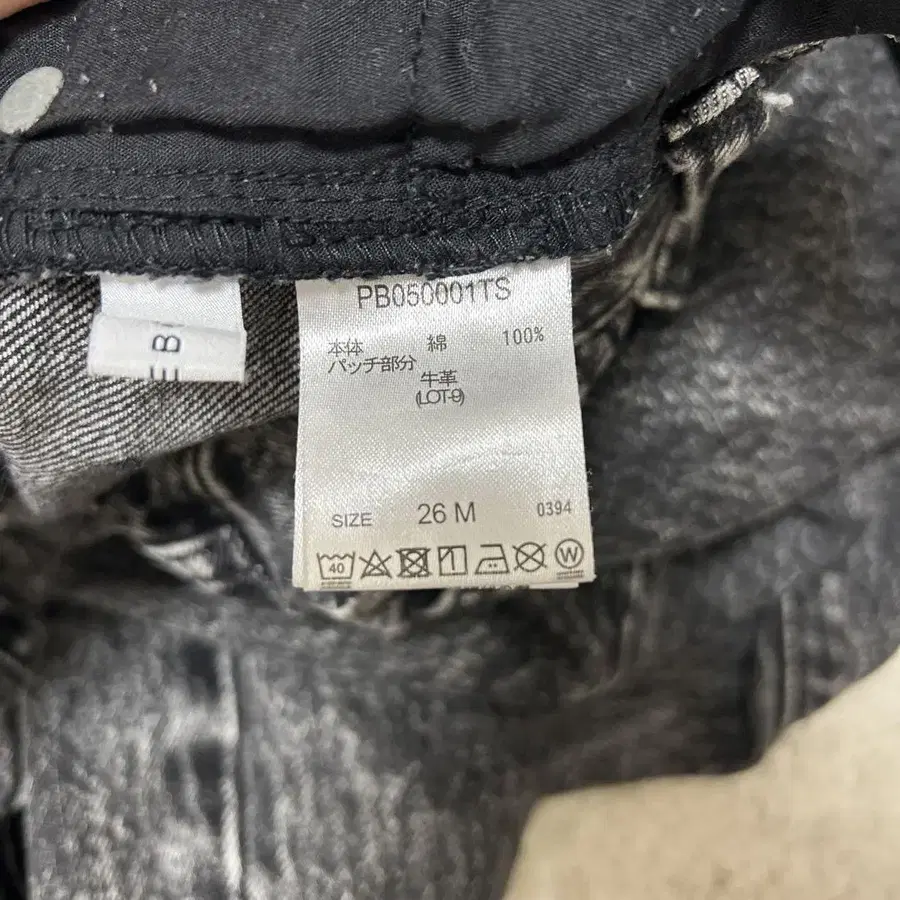 PB050001TS
本体 綿 100%
パッチ部分
牛革
(LOT-9)
SIZE 26 M 0394
40 W
E B